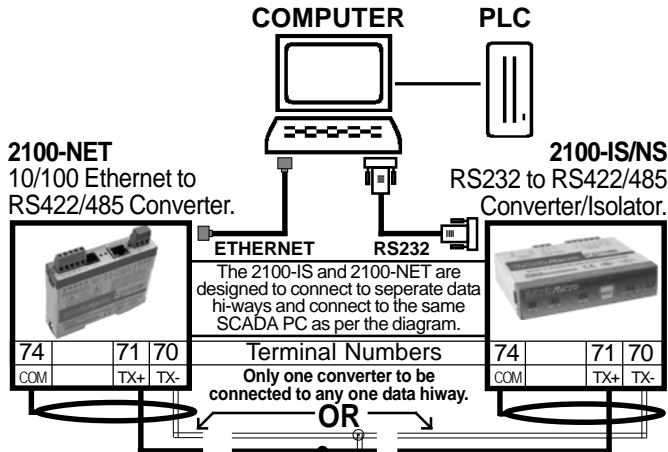 COMPUTER PLC
2100-NET
10/100 Ethernet to
RS422/485 Converter.
2100-IS/NS
RS232 to RS422/485
Converter/Isolator.
ETHERNET RS232
The 2100-IS and 2100-NET are
designed to connect to seperate data
hi-ways and connect to the same
SCADA PC as per the diagram.
74 71 70 Terminal Numbers 74 71 70
COM TX+ TX- COM TX+ TX-
Only one converter to be
connected to any one data hiway.
OR